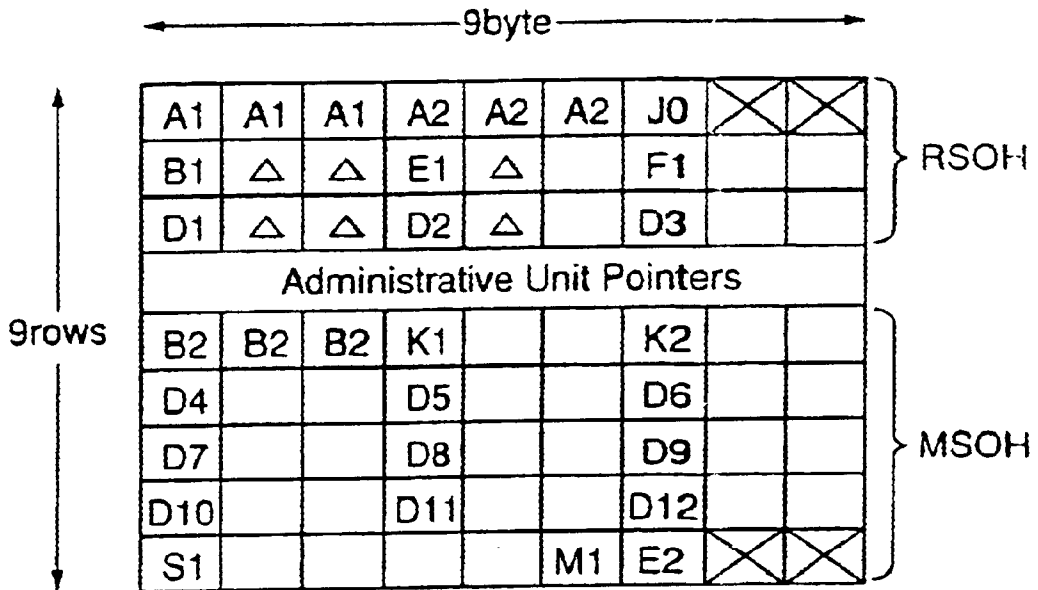 9byte
A1 A1 A1 A2 A2 A2 J0
B1 △ △ E1 △ F1
RSOH
D1 △ △ D2 △ D3
Administrative Unit Pointers
9rows
B2 B2 B2 K1 K2
D4 D5 D6
D7 D8 D9
MSOH
D10 D11 D12
S1 M1 E2